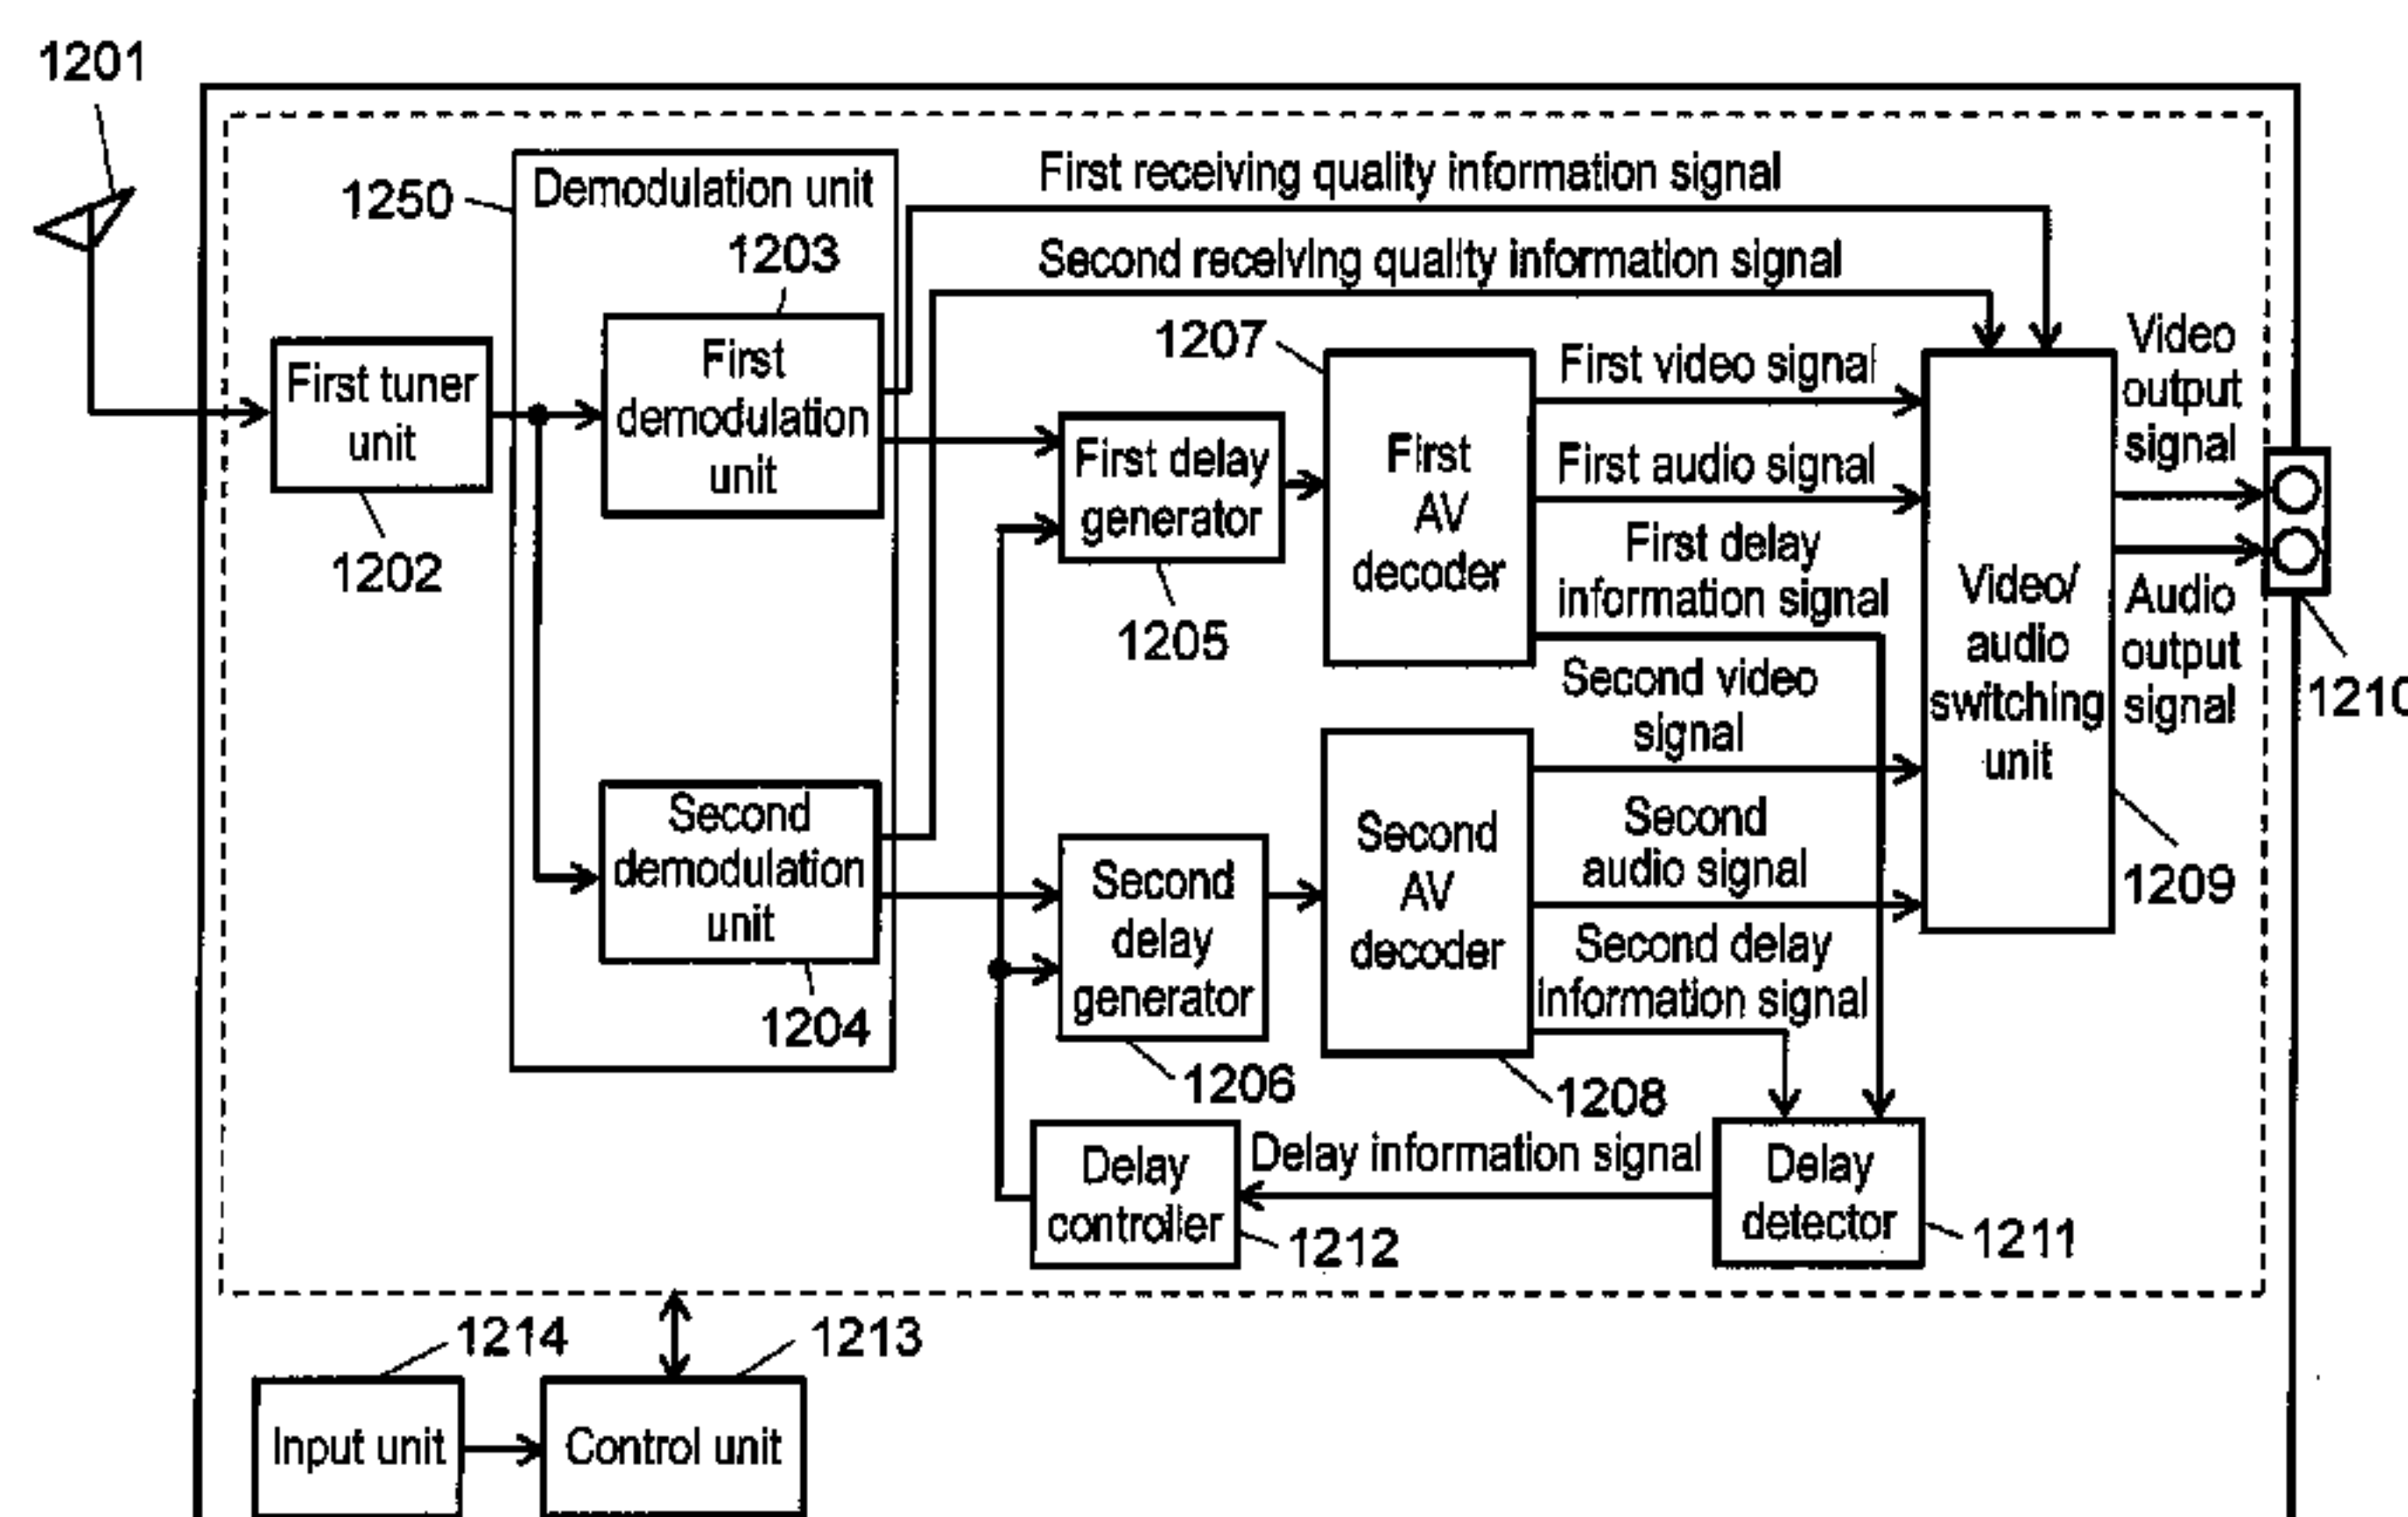 1201
1250
Demodulation unit
First receiving quality information signal
1203
Second receiving quality information signal
First tuner
unit
1202
First
demodulation
unit
1207
First delay
generator
1205
First
AV
decoder
First video signal
First audio signal
First delay
information signal
Video
output
signal
Video/
audio
switching
unit
Audio
output
signal
1210
1209
Second
demodulation
unit
1204
Second
delay
generator
1206
Second
AV
decoder
1208
Second video
signal
Second
audio signal
Second delay
information signal
Delay
controller
1212
Delay information signal
Delay
detector
1211
1214
1213
Input unit
Control unit